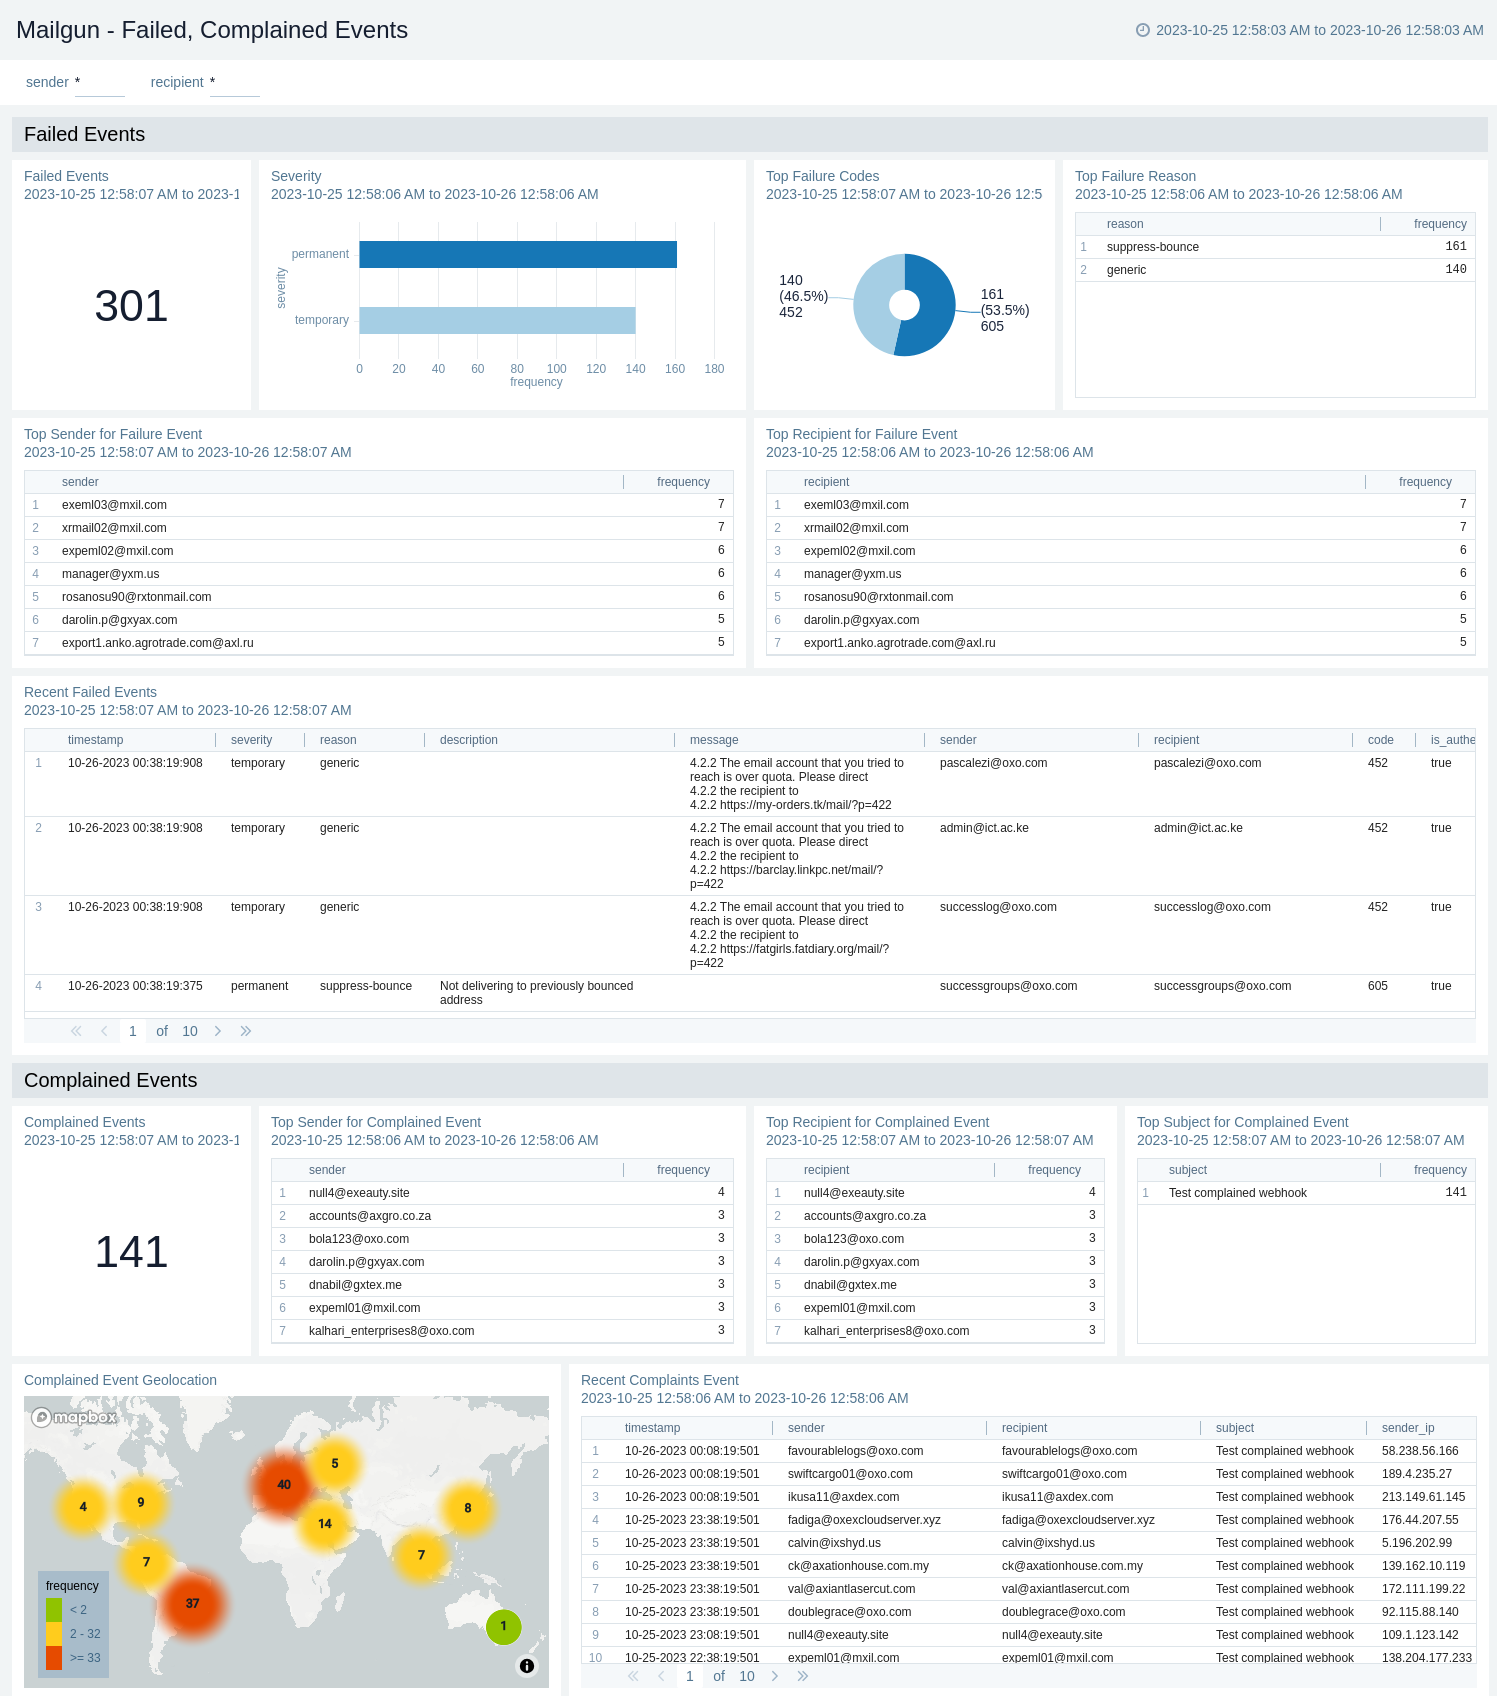 Mailgun - Failed, Complained Events
2023-10-25 12:58:03 AM to 2023-10-26 12:58:03 AM
sender *
recipient *
Failed Events
Failed Events
2023-10-25 12:58:07 AM to 2023-1
301
Severity
2023-10-25 12:58:06 AM to 2023-10-26 12:58:06 AM
severity
permanent
temporary
0 20 40 60 80 100 120 140 160 180
frequency
Top Failure Codes
2023-10-25 12:58:07 AM to 2023-10-26 12:5
140
(46.5%)
452
161
(53.5%)
605
Top Failure Reason
2023-10-25 12:58:06 AM to 2023-10-26 12:58:06 AM
reason frequency
1 suppress-bounce 161
2 generic 140
Top Sender for Failure Event
2023-10-25 12:58:07 AM to 2023-10-26 12:58:07 AM
sender frequency
1 exeml03@mxil.com 7
2 xrmail02@mxil.com 7
3 expeml02@mxil.com 6
4 manager@yxm.us 6
5 rosanosu90@rxtonmail.com 6
6 darolin.p@gxyax.com 5
7 export1.anko.agrotrade.com@axl.ru 5
Top Recipient for Failure Event
2023-10-25 12:58:06 AM to 2023-10-26 12:58:06 AM
recipient frequency
1 exeml03@mxil.com 7
2 xrmail02@mxil.com 7
3 expeml02@mxil.com 6
4 manager@yxm.us 6
5 rosanosu90@rxtonmail.com 6
6 darolin.p@gxyax.com 5
7 export1.anko.agrotrade.com@axl.ru 5
Recent Failed Events
2023-10-25 12:58:07 AM to 2023-10-26 12:58:07 AM
timestamp severity reason description message sender recipient code is_authe
1 10-26-2023 00:38:19:908 temporary generic 4.2.2 The email account that you tried to pascalezi@oxo.com pascalezi@oxo.com 452 true
reach is over quota. Please direct
4.2.2 the recipient to
4.2.2 https://my-orders.tk/mail/?p=422
2 10-26-2023 00:38:19:908 temporary generic 4.2.2 The email account that you tried to admin@ict.ac.ke admin@ict.ac.ke 452 true
reach is over quota. Please direct
4.2.2 the recipient to
4.2.2 https://barclay.linkpc.net/mail/?
p=422
3 10-26-2023 00:38:19:908 temporary generic 4.2.2 The email account that you tried to successlog@oxo.com successlog@oxo.com 452 true
reach is over quota. Please direct
4.2.2 the recipient to
4.2.2 https://fatgirls.fatdiary.org/mail/?
p=422
4 10-26-2023 00:38:19:375 permanent suppress-bounce Not delivering to previously bounced successgroups@oxo.com successgroups@oxo.com 605 true
address
1 of 10
Complained Events
Complained Events
2023-10-25 12:58:07 AM to 2023-1
141
Top Sender for Complained Event
2023-10-25 12:58:06 AM to 2023-10-26 12:58:06 AM
sender frequency
1 null4@exeauty.site 4
2 accounts@axgro.co.za 3
3 bola123@oxo.com 3
4 darolin.p@gxyax.com 3
5 dnabil@gxtex.me 3
6 expeml01@mxil.com 3
7 kalhari_enterprises8@oxo.com 3
Top Recipient for Complained Event
2023-10-25 12:58:07 AM to 2023-10-26 12:58:07 AM
recipient frequency
1 null4@exeauty.site 4
2 accounts@axgro.co.za 3
3 bola123@oxo.com 3
4 darolin.p@gxyax.com 3
5 dnabil@gxtex.me 3
6 expeml01@mxil.com 3
7 kalhari_enterprises8@oxo.com 3
Top Subject for Complained Event
2023-10-25 12:58:07 AM to 2023-10-26 12:58:07 AM
subject frequency
1 Test complained webhook 141
Complained Event Geolocation
mapbox
5
40
4
9
8
14
7
7
37
1
frequency
< 2
2 - 32
>= 33
Recent Complaints Event
2023-10-25 12:58:06 AM to 2023-10-26 12:58:06 AM
timestamp sender recipient subject sender_ip
1 10-26-2023 00:08:19:501 favourablelogs@oxo.com favourablelogs@oxo.com Test complained webhook 58.238.56.166
2 10-26-2023 00:08:19:501 swiftcargo01@oxo.com swiftcargo01@oxo.com Test complained webhook 189.4.235.27
3 10-26-2023 00:08:19:501 ikusa11@axdex.com ikusa11@axdex.com Test complained webhook 213.149.61.145
4 10-25-2023 23:38:19:501 fadiga@oxexcloudserver.xyz fadiga@oxexcloudserver.xyz Test complained webhook 176.44.207.55
5 10-25-2023 23:38:19:501 calvin@ixshyd.us calvin@ixshyd.us Test complained webhook 5.196.202.99
6 10-25-2023 23:38:19:501 ck@axationhouse.com.my ck@axationhouse.com.my Test complained webhook 139.162.10.119
7 10-25-2023 23:38:19:501 val@axiantlasercut.com val@axiantlasercut.com Test complained webhook 172.111.199.22
8 10-25-2023 23:38:19:501 doublegrace@oxo.com doublegrace@oxo.com Test complained webhook 92.115.88.140
9 10-25-2023 23:08:19:501 null4@exeauty.site null4@exeauty.site Test complained webhook 109.1.123.142
10 10-25-2023 22:38:19:501 expeml01@mxil.com expeml01@mxil.com Test complained webhook 138.204.177.233
1 of 10